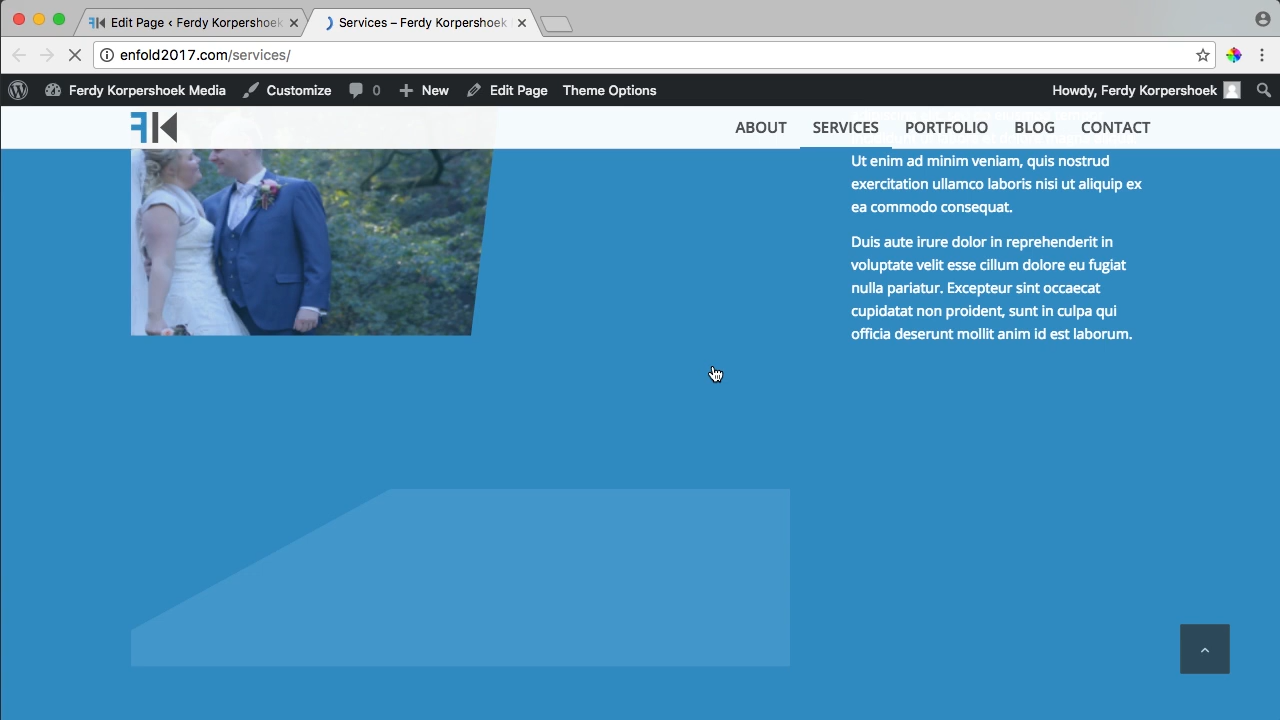 Edit Page ‹ Ferdy Korpershoek
Services – Ferdy Korpershoek
enfold2017.com/services/
Ferdy Korpershoek Media
Customize
0
New
Edit Page
Theme Options
Howdy, Ferdy Korpershoek
FK
ABOUT
SERVICES
PORTFOLIO
BLOG
CONTACT
Ut enim ad minim veniam, quis nostrud
exercitation ullamco laboris nisi ut aliquip ex
ea commodo consequat.
Duis aute irure dolor in reprehenderit in
voluptate velit esse cillum dolore eu fugiat
nulla pariatur. Excepteur sint occaecat
cupidatat non proident, sunt in culpa qui
officia deserunt mollit anim id est laborum.